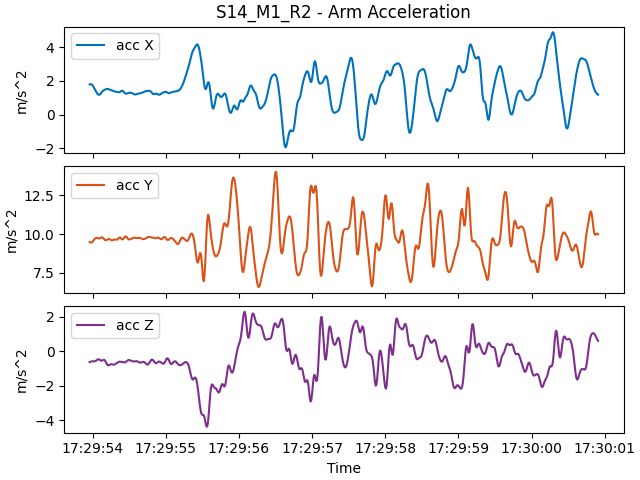 S14_M1_R2 - Arm Acceleration
acc X
4
2
0
−2
m/s^2
acc Y
12.5
10.0
7.5
m/s^2
acc Z
2
0
−2
−4
m/s^2
17:29:54 17:29:55 17:29:56 17:29:57 17:29:58 17:29:59 17:30:00 17:30:01
Time